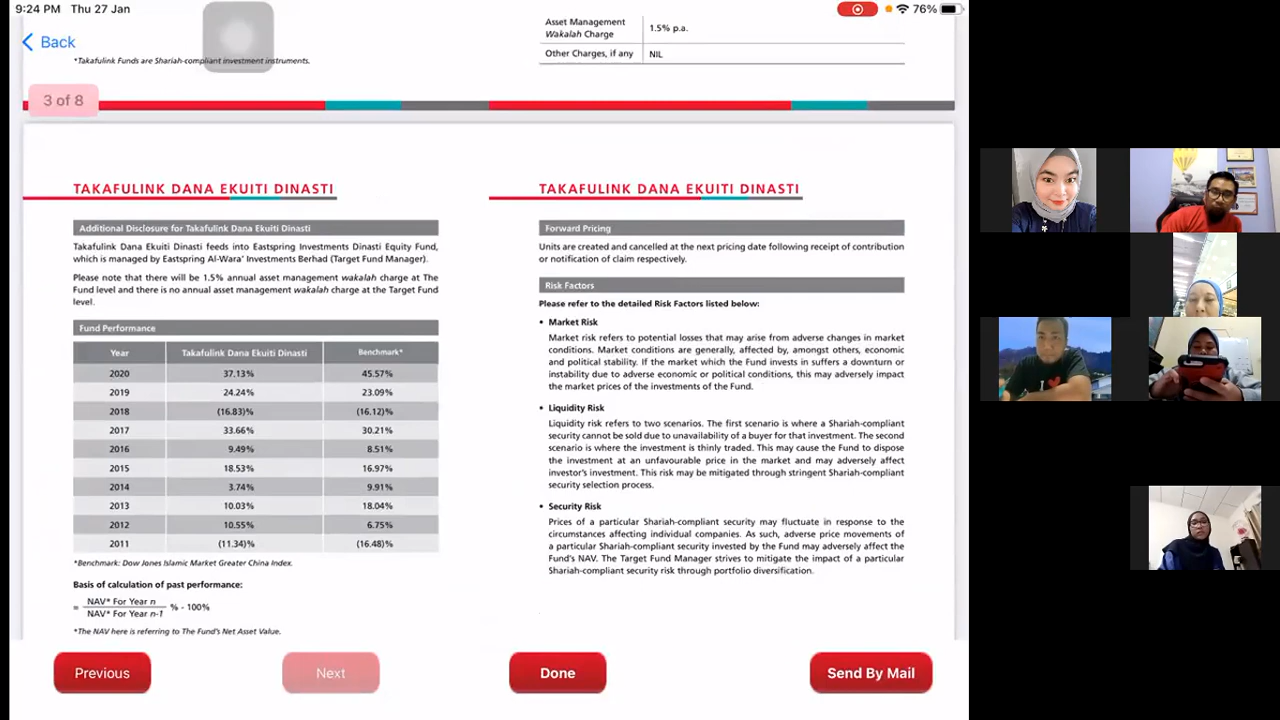 9:24 PM Thu 27 Jan
76%
Back
*Takafulink Funds are Shariah-compliant investment instruments.
Asset Management
Wakalah Charge
1.5% p.a.
Other Charges, if any
NIL
3 of 8
TAKAFULINK DANA EKUITI DINASTI
Additional Disclosure for Takafulink Dana Ekuiti Dinasti
Takafulink Dana Ekuiti Dinasti feeds into Eastspring Investments Dinasti Equity Fund,
which is managed by Eastspring Al-Wara' Investments Berhad (Target Fund Manager).
Please note that there will be 1.5% annual asset management wakalah charge at The
Fund level and there is no annual asset management wakalah charge at the Target Fund
level.
Fund Performance
Year Takafulink Dana Ekuiti Dinasti Benchmark*
2020 37.13% 45.57%
2019 24.24% 23.09%
2018 (16.83)% (16.12)%
2017 33.66% 30.21%
2016 9.49% 8.51%
2015 18.53% 16.97%
2014 3.74% 9.91%
2013 10.03% 18.04%
2012 10.55% 6.75%
2011 (11.34)% (16.48)%
*Benchmark: Dow Jones Islamic Market Greater China Index.
Basis of calculation of past performance:
NAV* For Year n
= % - 100%
NAV* For Year n-1
*The NAV here is referring to The Fund's Net Asset Value.
TAKAFULINK DANA EKUITI DINASTI
Forward Pricing
Units are created and cancelled at the next pricing date following receipt of contribution
or notification of claim respectively.
Risk Factors
Please refer to the detailed Risk Factors listed below:
• Market Risk
Market risk refers to potential losses that may arise from adverse changes in market
conditions. Market conditions are generally, affected by, amongst others, economic
and political stability. If the market which the Fund invests in suffers a downturn or
instability due to adverse economic or political conditions, this may adversely impact
the market prices of the investments of the Fund.
• Liquidity Risk
Liquidity risk refers to two scenarios. The first scenario is where a Shariah-compliant
security cannot be sold due to unavailability of a buyer for that investment. The second
scenario is where the investment is thinly traded. This may cause the Fund to dispose
the investment at an unfavourable price in the market and may adversely affect
investor's investment. This risk may be mitigated through stringent Shariah-compliant
security selection process.
• Security Risk
Prices of a particular Shariah-compliant security may fluctuate in response to the
circumstances affecting individual companies. As such, adverse price movements of
a particular Shariah-compliant security invested by the Fund may adversely affect the
Fund's NAV. The Target Fund Manager strives to mitigate the impact of a particular
Shariah-compliant security risk through portfolio diversification.
Previous
Next
Done
Send By Mail